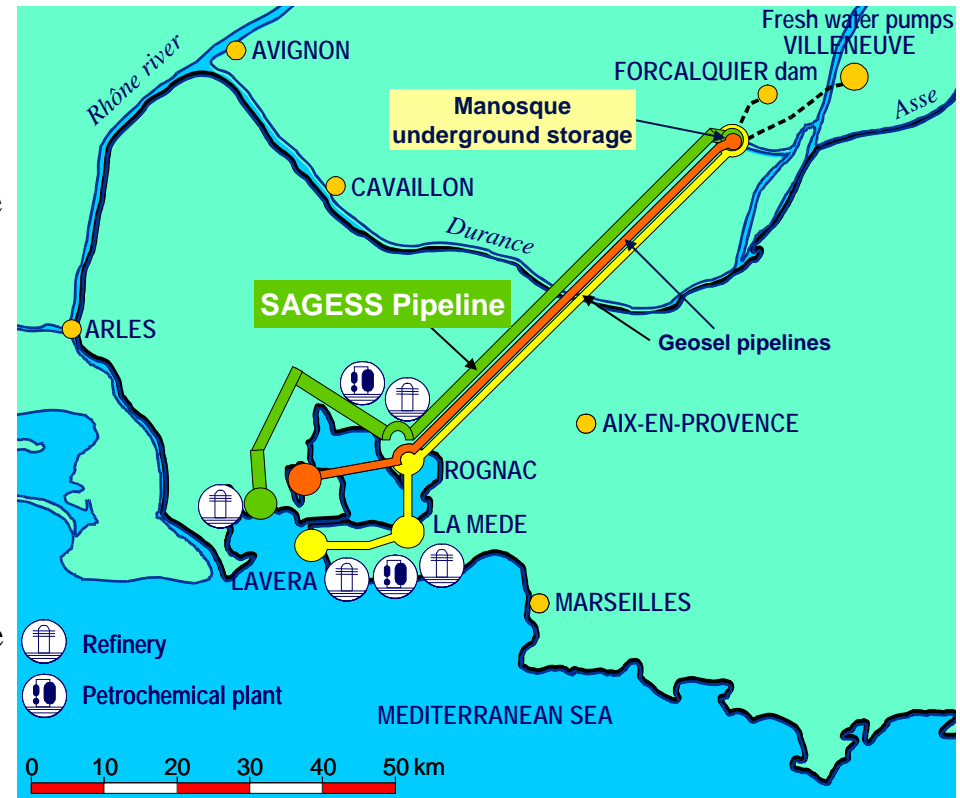 Fresh water pumps
VILLENEUVE
FORCALQUIER dam
Rhône river
AVIGNON
Manosque
underground storage
Asse
CAVAILLON
Durance
SAGESS Pipeline
ARLES
Geosel pipelines
AIX-EN-PROVENCE
ROGNAC
LA MEDE
LAVERA
MARSEILLES
Refinery
Petrochemical plant
MEDITERRANEAN SEA
0 10 20 30 40 50 km
e
e